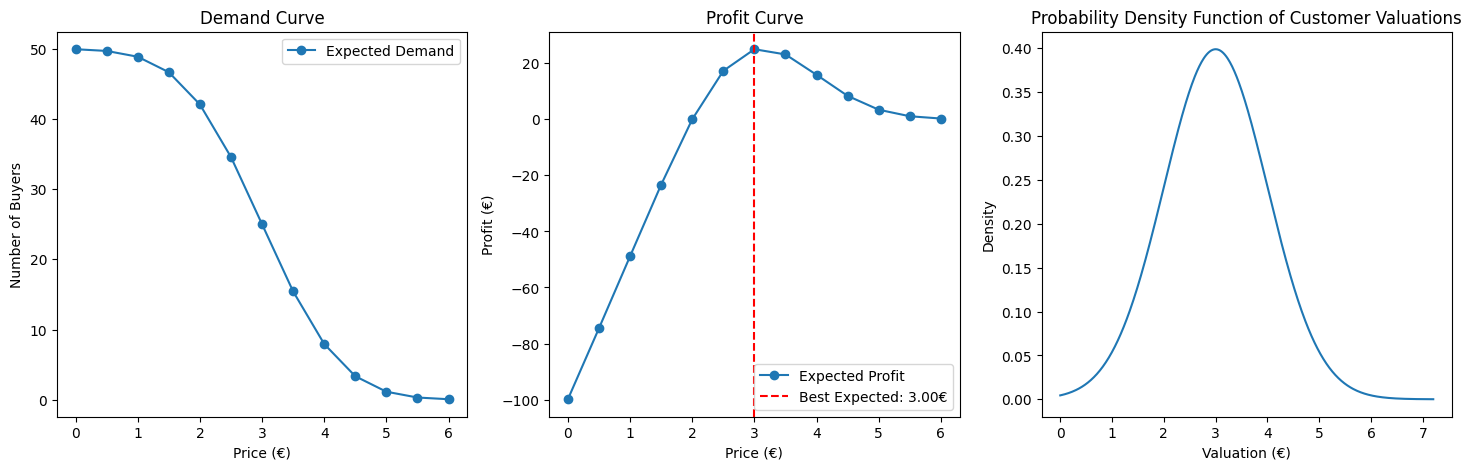 Demand Curve
Number of Buyers
50
40
30
20
10
0
Expected Demand
0 1 2 3 4 5 6
Price (€)
Profit Curve
Profit (€)
20
0
−20
−40
−60
−80
−100
Expected Profit
Best Expected: 3.00€
0 1 2 3 4 5 6
Price (€)
Probability Density Function of Customer Valuations
Density
0.40
0.35
0.30
0.25
0.20
0.15
0.10
0.05
0.00
0 1 2 3 4 5 6 7
Valuation (€)